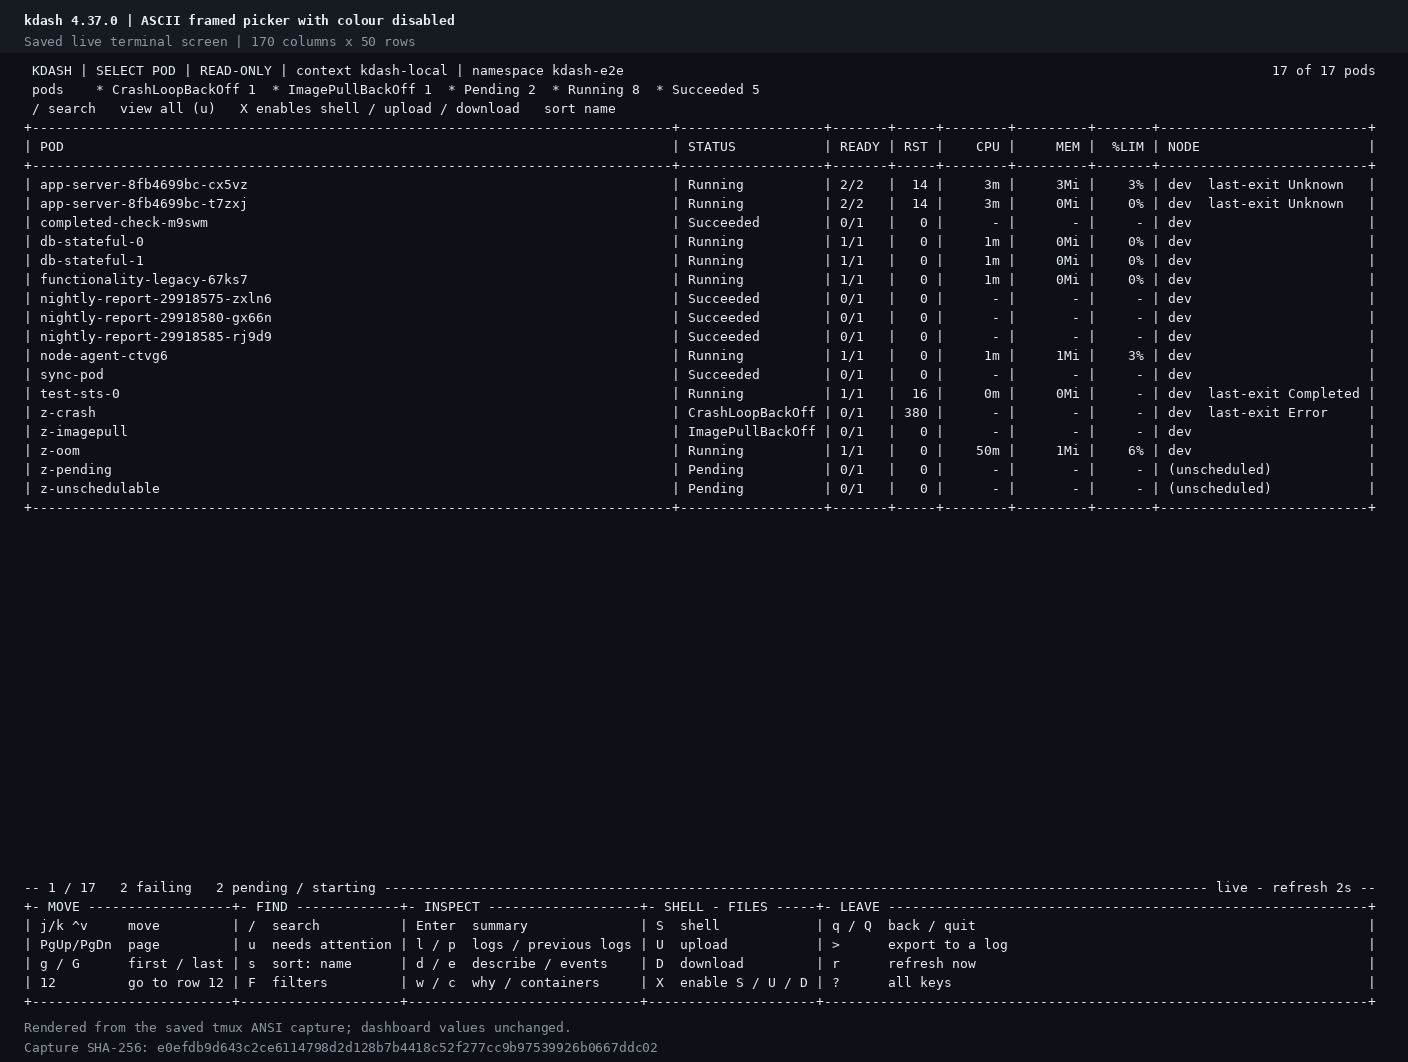 kdash 4.37.0 | ASCII framed picker with colour disabled
Saved live terminal screen | 170 columns x 50 rows
KDASH | SELECT POD | READ-ONLY | context kdash-local | namespace kdash-e2e 17 of 17 pods
pods * CrashLoopBackOff 1 * ImagePullBackOff 1 * Pending 2 * Running 8 * Succeeded 5
/ search view all (u) X enables shell / upload / download sort name
| POD | STATUS | READY | RST | CPU | MEM | %LIM | NODE |
| app-server-8fb4699bc-cx5vz | Running | 2/2 | 14 | 3m | 3Mi | 3% | dev last-exit Unknown |
| app-server-8fb4699bc-t7zxj | Running | 2/2 | 14 | 3m | 0Mi | 0% | dev last-exit Unknown |
| completed-check-m9swm | Succeeded | 0/1 | 0 | - | - | - | dev |
| db-stateful-0 | Running | 1/1 | 0 | 1m | 0Mi | 0% | dev |
| db-stateful-1 | Running | 1/1 | 0 | 1m | 0Mi | 0% | dev |
| functionality-legacy-67ks7 | Running | 1/1 | 0 | 1m | 0Mi | 0% | dev |
| nightly-report-29918575-zxln6 | Succeeded | 0/1 | 0 | - | - | - | dev |
| nightly-report-29918580-gx66n | Succeeded | 0/1 | 0 | - | - | - | dev |
| nightly-report-29918585-rj9d9 | Succeeded | 0/1 | 0 | - | - | - | dev |
| node-agent-ctvg6 | Running | 1/1 | 0 | 1m | 1Mi | 3% | dev |
| sync-pod | Succeeded | 0/1 | 0 | - | - | - | dev |
| test-sts-0 | Running | 1/1 | 16 | 0m | 0Mi | - | dev last-exit Completed |
| z-crash | CrashLoopBackOff | 0/1 | 380 | - | - | - | dev last-exit Error |
| z-imagepull | ImagePullBackOff | 0/1 | 0 | - | - | - | dev |
| z-oom | Running | 1/1 | 0 | 50m | 1Mi | 6% | dev |
| z-pending | Pending | 0/1 | 0 | - | - | - | (unscheduled) |
| z-unschedulable | Pending | 0/1 | 0 | - | - | - | (unscheduled) |
-- 1 / 17 2 failing 2 pending / starting -- live - refresh 2s --
+- MOVE -+- FIND -+- INSPECT -+- SHELL - FILES -+- LEAVE -+
| j/k ^v move | / search | Enter summary | S shell | q / Q back / quit |
| PgUp/PgDn page | u needs attention | l / p logs / previous logs | U upload | > export to a log |
| g / G first / last | s sort: name | d / e describe / events | D download | r refresh now |
| 12 go to row 12 | F filters | w / c why / containers | X enable S / U / D | ? all keys |
Rendered from the saved tmux ANSI capture; dashboard values unchanged.
Capture SHA-256: e0efdb9d643c2ce6114798d2d128b7b4418c52f277cc9b97539926b0667ddc02